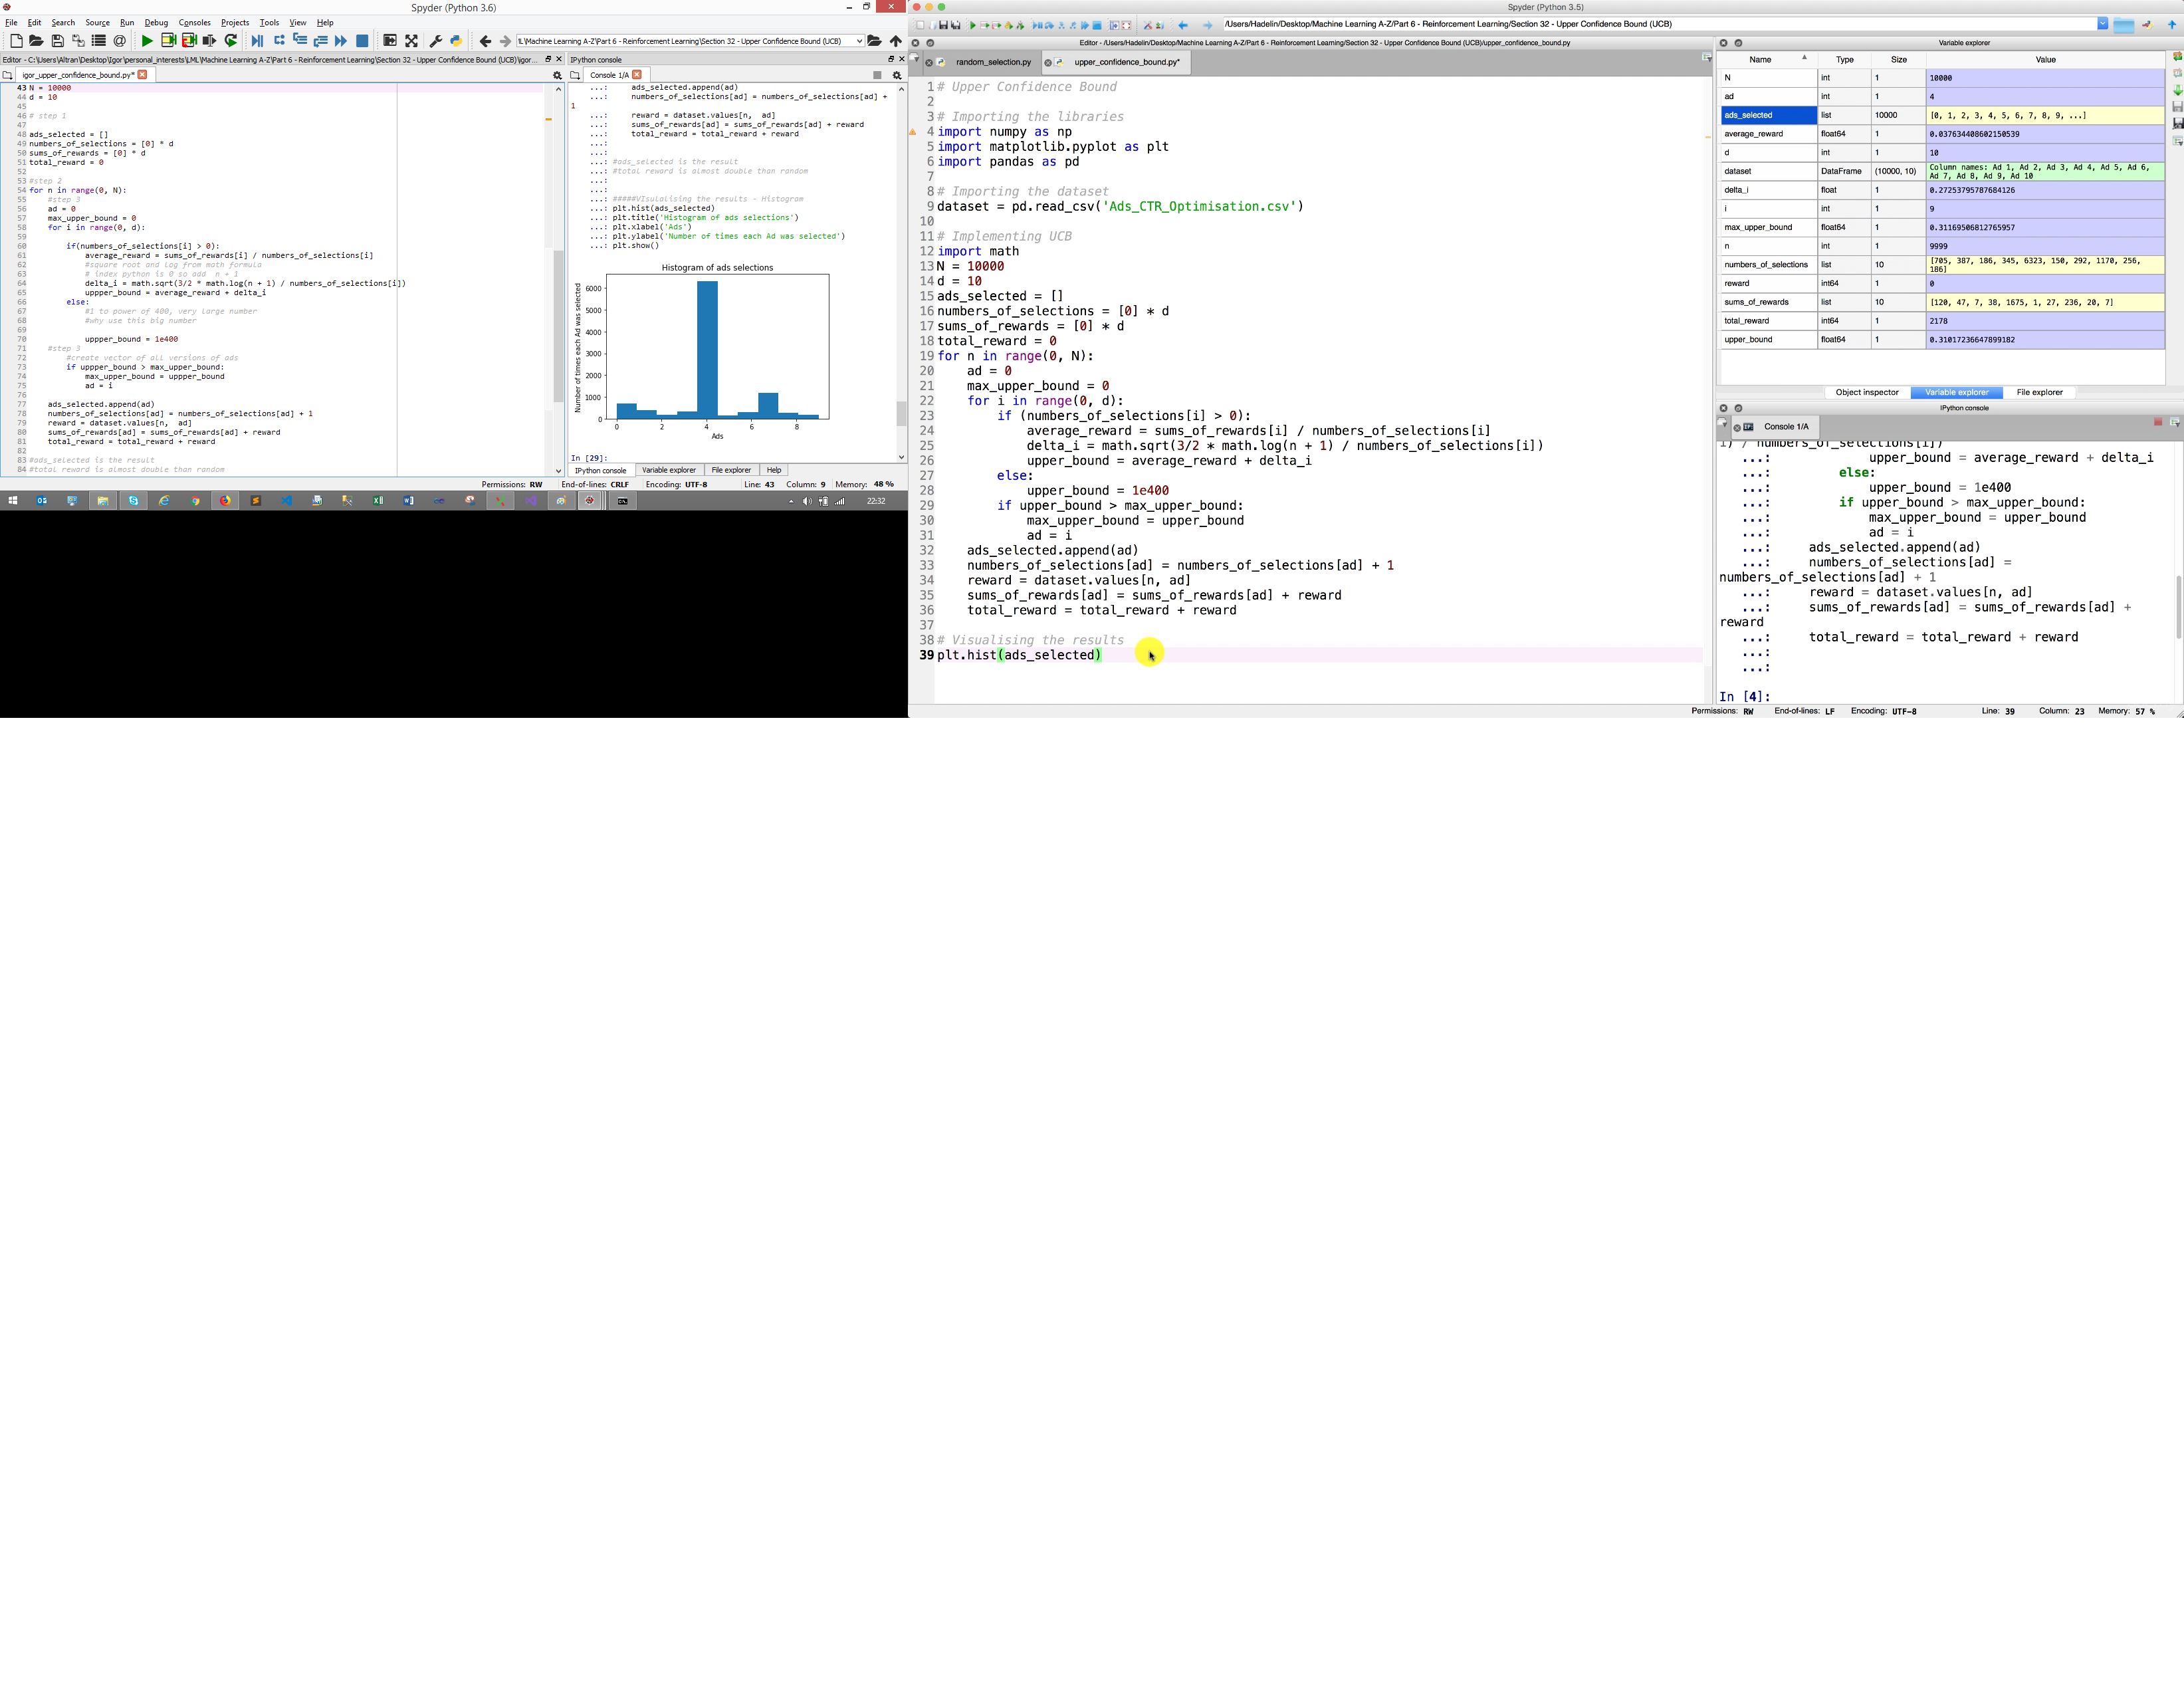 Spyder (Python 3.6)
File Edit Search Source Run Debug Consoles Projects Tools View Help
1L\Machine Learning A-Z\Part 6 - Reinforcement Learning\Section 32 - Upper Confidence Bound (UCB)
Editor - C:\Users\Altran\Desktop\Igor\personal_interests\LML\Machine Learning A-Z\Part 6 - Reinforcement Learning\Section 32 - Upper Confidence Bound (UCB)\igor...
igor_upper_confidence_bound.py*
43 N = 10000
44 d = 10
45
46 # step 1
47
48 ads_selected = []
49 numbers_of_selections = [0] * d
50 sums_of_rewards = [0] * d
51 total_reward = 0
52
53 #step 2
54 for n in range(0, N):
55 #step 3
56 ad = 0
57 max_upper_bound = 0
58 for i in range(0, d):
59
60 if(numbers_of_selections[i] > 0):
61 average_reward = sums_of_rewards[i] / numbers_of_selections[i]
62 #square root and log from math formula
63 # index python is 0 so add  n + 1
64 delta_i = math.sqrt(3/2 * math.log(n + 1) / numbers_of_selections[i])
65 uppper_bound = average_reward + delta_i
66 else:
67 #1 to power of 400, very large number
68 #why use this big number
69
70 uppper_bound = 1e400
71 #step 3
72 #create vector of all versions of ads
73 if uppper_bound > max_upper_bound:
74 max_upper_bound = uppper_bound
75 ad = i
76
77 ads_selected.append(ad)
78 numbers_of_selections[ad] = numbers_of_selections[ad] + 1
79 reward = dataset.values[n,  ad]
80 sums_of_rewards[ad] = sums_of_rewards[ad] + reward
81 total_reward = total_reward + reward
82
83 #ads_selected is the result
84 #total reward is almost double than random
IPython console
Console 1/A
...: ads_selected.append(ad)
...: numbers_of_selections[ad] = numbers_of_selections[ad] +
1
...: reward = dataset.values[n,  ad]
...: sums_of_rewards[ad] = sums_of_rewards[ad] + reward
...: total_reward = total_reward + reward
...:
...:
...: #ads_selected is the result
...: #total reward is almost double than random
...:
...:
...: #####VIsulalising the results - Histogram
...: plt.hist(ads_selected)
...: plt.title('Histogram of ads selections')
...: plt.xlabel('Ads')
...: plt.ylabel('Number of times each Ad was selected')
...: plt.show()
Histogram of ads selections
Number of times each Ad was selected
6000
5000
4000
3000
2000
1000
0
0 2 4 6 8
Ads
In [29]:
IPython console Variable explorer File explorer Help
Permissions: RW End-of-lines: CRLF Encoding: UTF-8 Line: 43 Column: 9 Memory: 48 %
22:32
Spyder (Python 3.5)
/Users/Hadelin/Desktop/Machine Learning A-Z/Part 6 - Reinforcement Learning/Section 32 - Upper Confidence Bound (UCB)
Editor - /Users/Hadelin/Desktop/Machine Learning A-Z/Part 6 - Reinforcement Learning/Section 32 - Upper Confidence Bound (UCB)/upper_confidence_bound.py
random_selection.py upper_confidence_bound.py*
1 # Upper Confidence Bound
2
3 # Importing the libraries
4 import numpy as np
5 import matplotlib.pyplot as plt
6 import pandas as pd
7
8 # Importing the dataset
9 dataset = pd.read_csv('Ads_CTR_Optimisation.csv')
10
11 # Implementing UCB
12 import math
13 N = 10000
14 d = 10
15 ads_selected = []
16 numbers_of_selections = [0] * d
17 sums_of_rewards = [0] * d
18 total_reward = 0
19 for n in range(0, N):
20 ad = 0
21 max_upper_bound = 0
22 for i in range(0, d):
23 if (numbers_of_selections[i] > 0):
24 average_reward = sums_of_rewards[i] / numbers_of_selections[i]
25 delta_i = math.sqrt(3/2 * math.log(n + 1) / numbers_of_selections[i])
26 upper_bound = average_reward + delta_i
27 else:
28 upper_bound = 1e400
29 if upper_bound > max_upper_bound:
30 max_upper_bound = upper_bound
31 ad = i
32 ads_selected.append(ad)
33 numbers_of_selections[ad] = numbers_of_selections[ad] + 1
34 reward = dataset.values[n, ad]
35 sums_of_rewards[ad] = sums_of_rewards[ad] + reward
36 total_reward = total_reward + reward
37
38 # Visualising the results
39 plt.hist(ads_selected)
Variable explorer
Name Type Size Value
N int 1 10000
ad int 1 4
ads_selected list 10000 [0, 1, 2, 3, 4, 5, 6, 7, 8, 9, ...]
average_reward float64 1 0.037634408602150539
d int 1 10
dataset DataFrame (10000, 10) Column names: Ad 1, Ad 2, Ad 3, Ad 4, Ad 5, Ad 6,
Ad 7, Ad 8, Ad 9, Ad 10
delta_i float 1 0.27253795787684126
i int 1 9
max_upper_bound float64 1 0.31169506812765957
n int 1 9999
numbers_of_selections list 10 [705, 387, 186, 345, 6323, 150, 292, 1170, 256,
186]
reward int64 1 0
sums_of_rewards list 10 [120, 47, 7, 38, 1675, 1, 27, 236, 20, 7]
total_reward int64 1 2178
upper_bound float64 1 0.31017236647899182
Object inspector Variable explorer File explorer
IPython console
Console 1/A
1) / numbers_of_selections[i])
...: upper_bound = average_reward + delta_i
...: else:
...: upper_bound = 1e400
...: if upper_bound > max_upper_bound:
...: max_upper_bound = upper_bound
...: ad = i
...: ads_selected.append(ad)
...: numbers_of_selections[ad] =
numbers_of_selections[ad] + 1
...: reward = dataset.values[n, ad]
...: sums_of_rewards[ad] = sums_of_rewards[ad] +
reward
...: total_reward = total_reward + reward
...:
...:
In [4]:
Permissions: RW End-of-lines: LF Encoding: UTF-8 Line: 39 Column: 23 Memory: 57 %